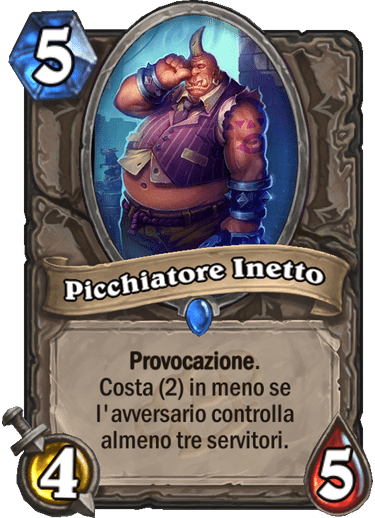 5
Picchiatore Inetto
Provocazione.
Costa (2) in meno se
l'avversario controlla
almeno tre servitori.
4
5